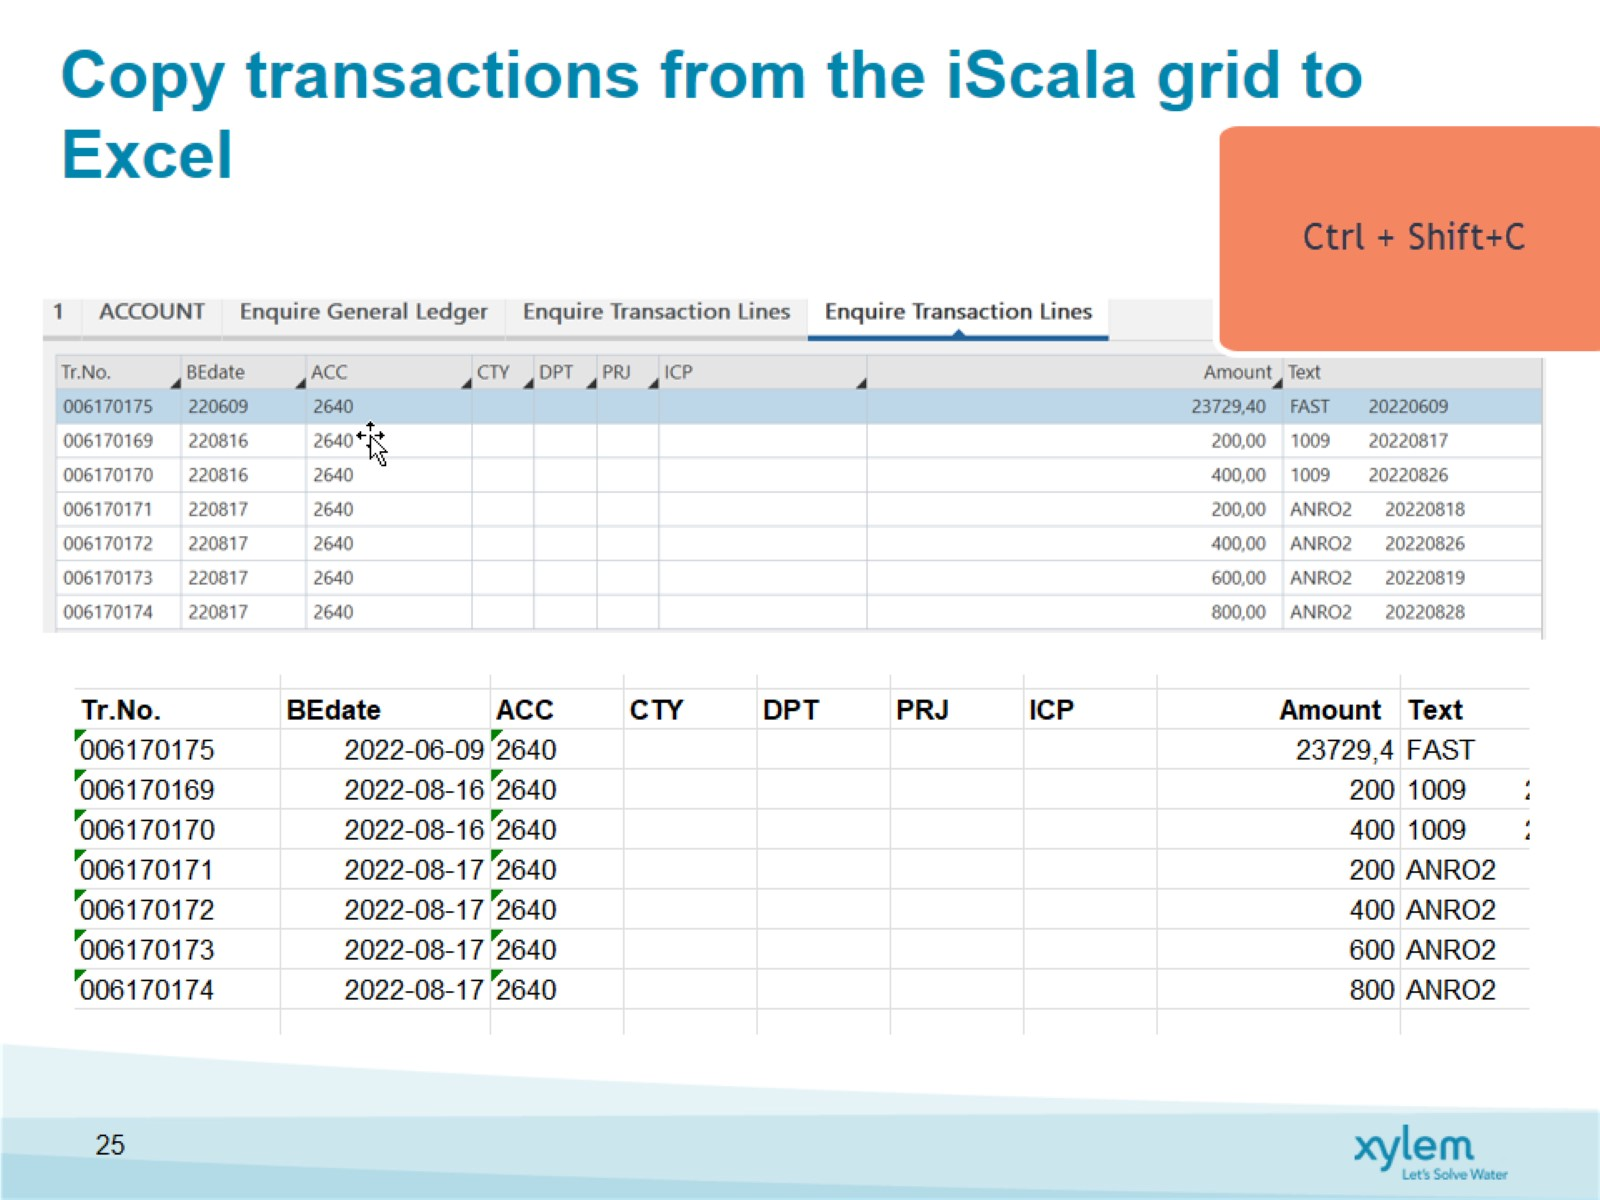 Copy transactions from the iScala grid to
Excel
Ctrl + Shift+C
1 ACCOUNT Enquire General Ledger Enquire Transaction Lines Enquire Transaction Lines
Tr.No. BEdate ACC CTY DPT PRJ ICP Amount Text
006170175 220609 2640 23729,40 FAST 20220609
006170169 220816 2640 200,00 1009 20220817
006170170 220816 2640 400,00 1009 20220826
006170171 220817 2640 200,00 ANRO2 20220818
006170172 220817 2640 400,00 ANRO2 20220826
006170173 220817 2640 600,00 ANRO2 20220819
006170174 220817 2640 800,00 ANRO2 20220828
Tr.No. BEdate ACC CTY DPT PRJ ICP Amount Text
006170175 2022-06-09 2640 23729,4 FAST
006170169 2022-08-16 2640 200 1009
006170170 2022-08-16 2640 400 1009
006170171 2022-08-17 2640 200 ANRO2
006170172 2022-08-17 2640 400 ANRO2
006170173 2022-08-17 2640 600 ANRO2
006170174 2022-08-17 2640 800 ANRO2
25
xylem
Let's Solve Water